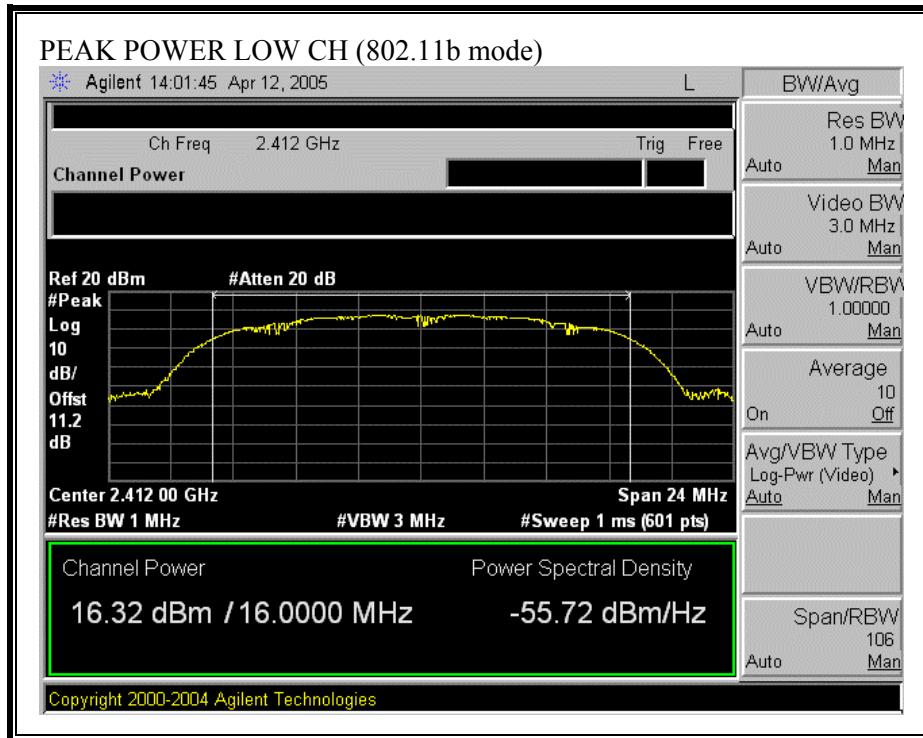 PEAK POWER LOW CH (802.11b mode)
Agilent 14:01:45 Apr 12, 2005 L BW/Avg
Ch Freq 2.412 GHz Trig Free
Channel Power
Res BW
1.0 MHz
Auto Man
Video BW
3.0 MHz
Auto Man
Ref 20 dBm #Atten 20 dB
#Peak
Log
10
dB/
Offst
11.2
dB
VBW/RBW
1.00000
Auto Man
Average
10
On Off
Avg/VBW Type
Log-Pwr (Video)
Auto Man
Center 2.412 00 GHz Span 24 MHz
#Res BW 1 MHz #VBW 3 MHz #Sweep 1 ms (601 pts)
Channel Power Power Spectral Density
16.32 dBm / 16.0000 MHz -55.72 dBm/Hz
Span/RBW
106
Auto Man
Copyright 2000-2004 Agilent Technologies